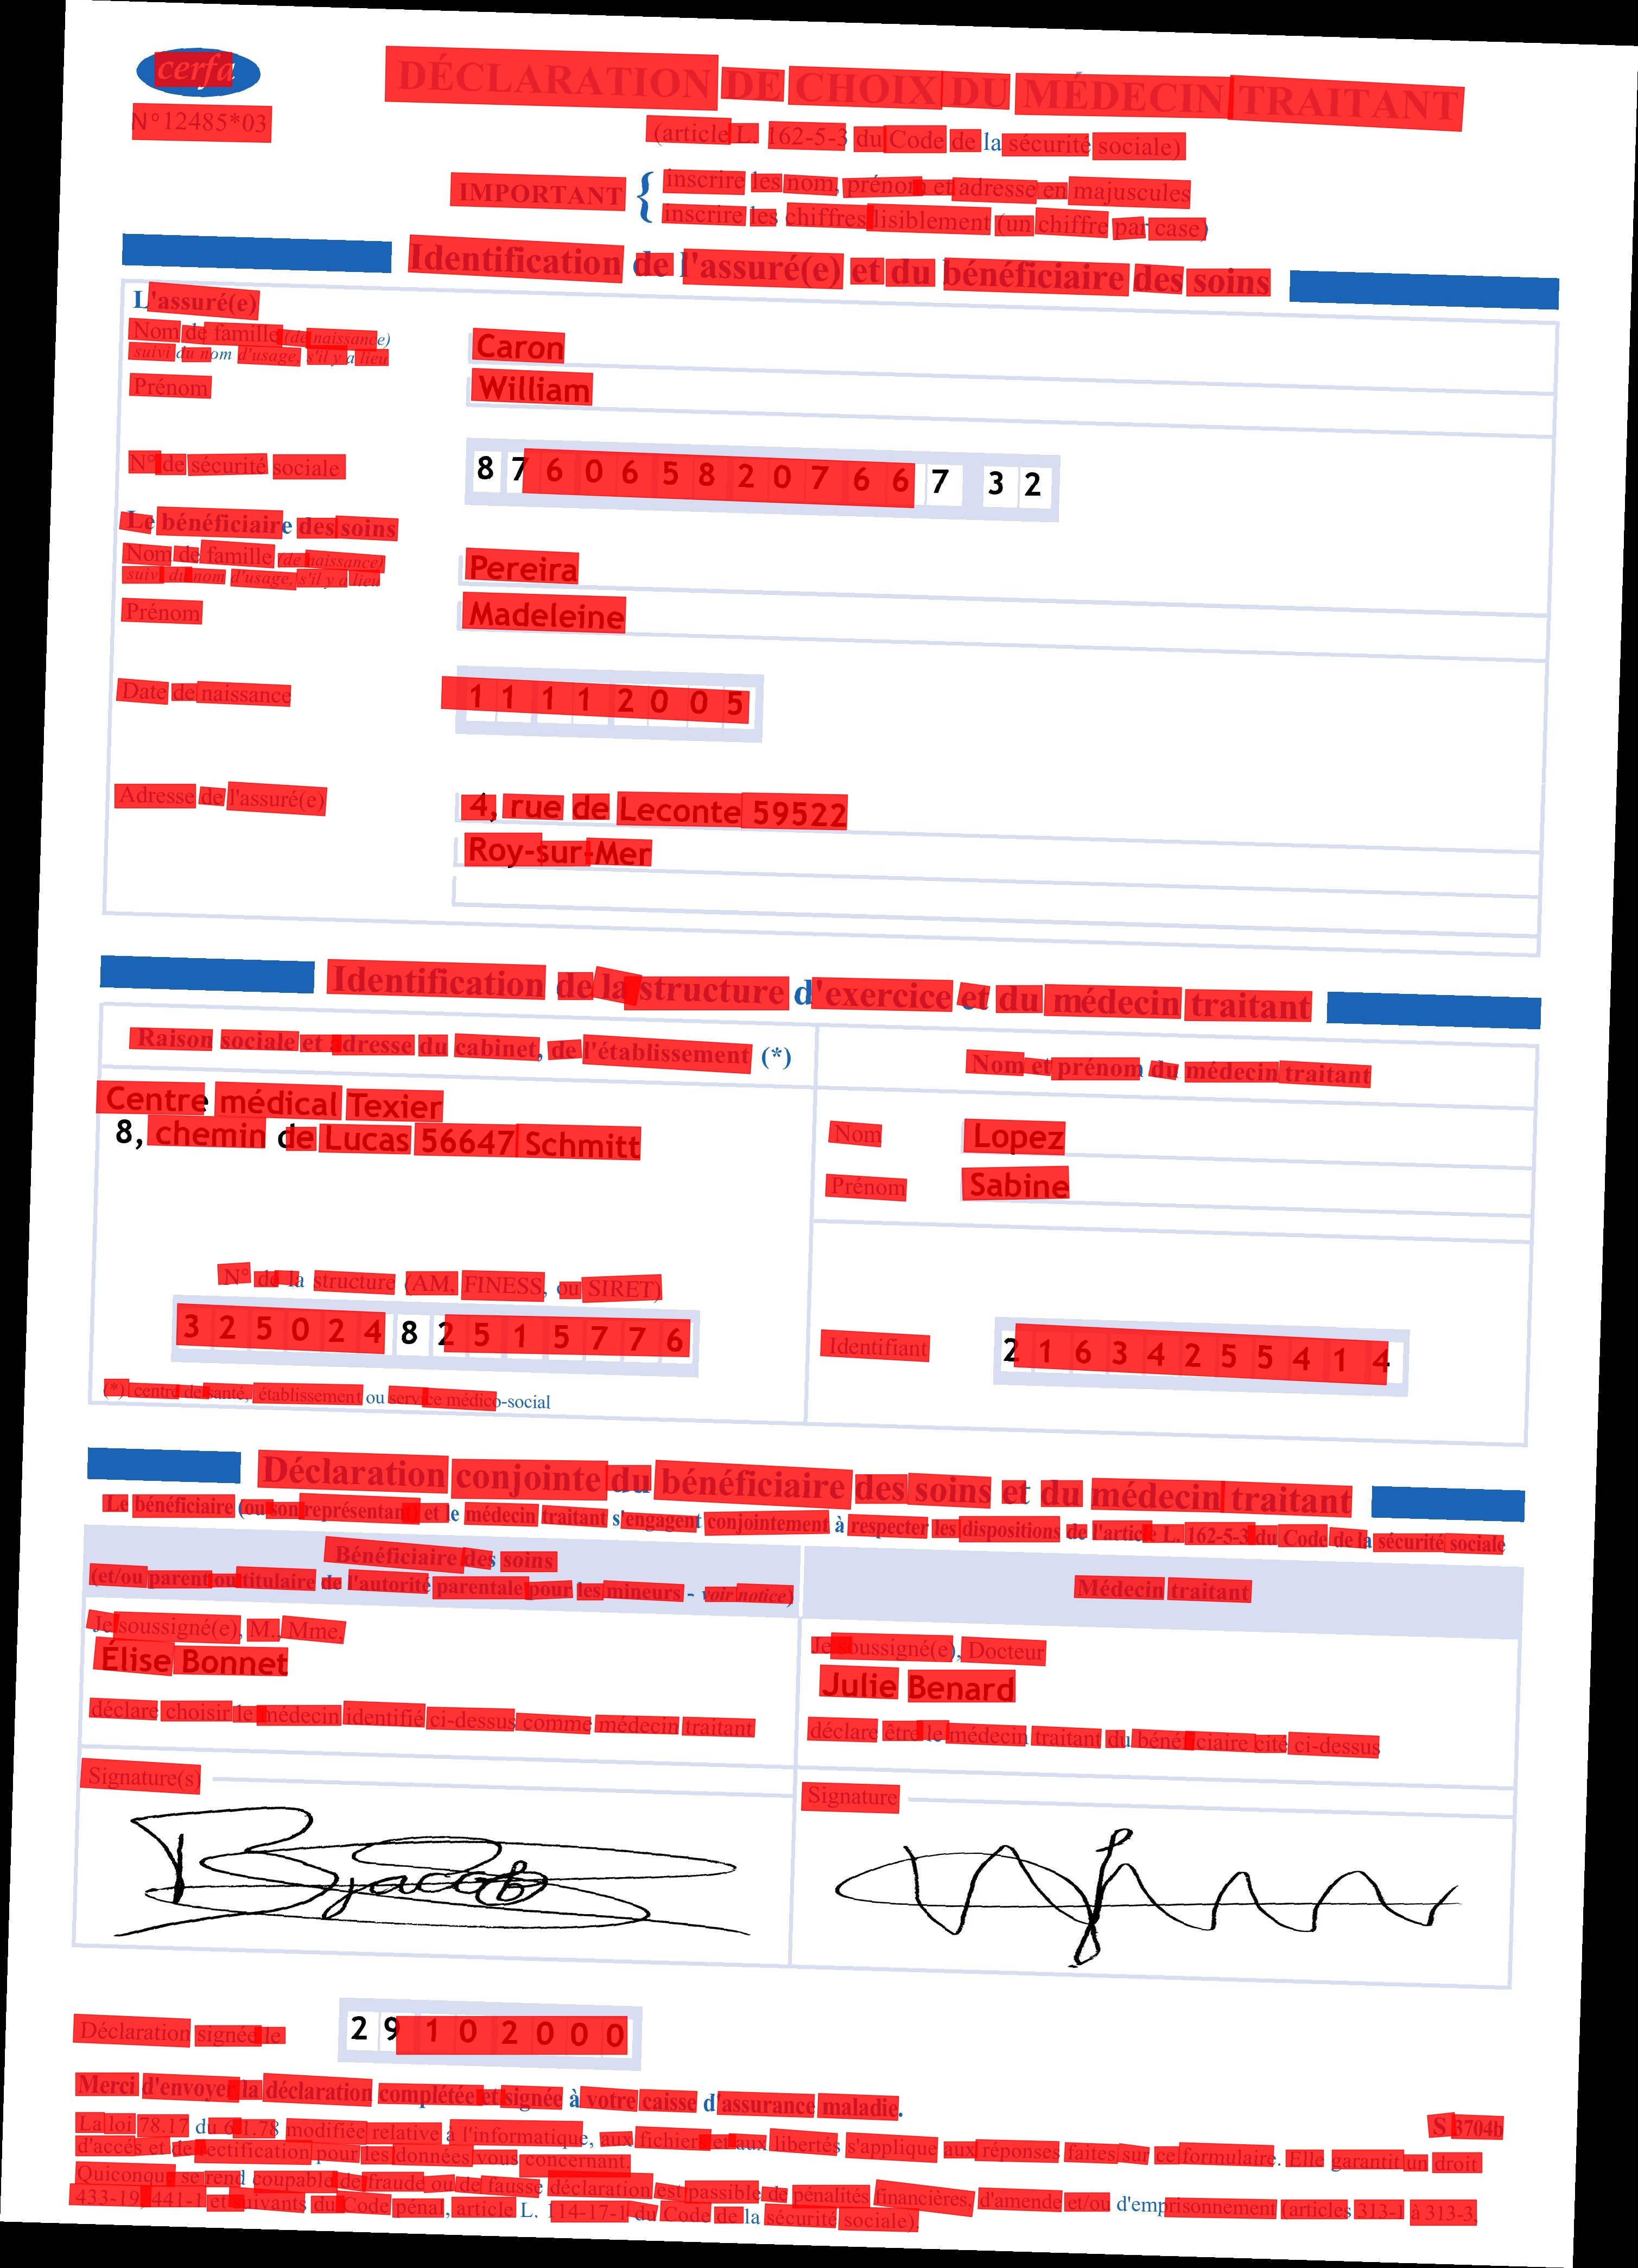 cerfa
N°12485*03
DÉCLARATION DE CHOIX DU MÉDECIN TRAITANT
(article L. 162-5-3 du Code de la sécurité sociale)
IMPORTANT {
inscrire les nom, prénom et adresse en majuscules
inscrire les chiffres lisiblement (un chiffre par case)
Identification de l'assuré(e) et du bénéficiaire des soins
L'assuré(e)
Nom de famille (de naissance)
suivi du nom d'usage, s'il y a lieu
Caron
Prénom
William
N° de sécurité sociale
8 7 6 0 6 5 8 2 0 7 6 6 7 3 2
Le bénéficiaire des soins
Nom de famille (de naissance)
suivi du nom d'usage, s'il y a lieu
Pereira
Prénom
Madeleine
Date de naissance
1 1 1 1 2 0 0 5
Adresse de l'assuré(e)
4, rue de Leconte 59522
Roy-sur-Mer
Identification de la structure d'exercice et du médecin traitant
Raison sociale et adresse du cabinet, de l'établissement (*)
Centre médical Texier
8, chemin de Lucas 56647 Schmitt
N° de la structure (AM, FINESS, ou SIRET)
3 2 5 0 2 4 8 2 5 1 5 7 7 6
(*) centre de santé, établissement ou service médico-social
Nom et prénom du médecin traitant
Nom
Lopez
Prénom
Sabine
Identifiant
2 1 6 3 4 2 5 5 4 1 4
Déclaration conjointe du bénéficiaire des soins et du médecin traitant
Le bénéficiaire (ou son représentant) et le médecin traitant s'engagent conjointement à respecter les dispositions de l'article L. 162-5-3 du Code de la sécurité sociale
Bénéficiaire des soins
(et/ou parent ou titulaire de l'autorité parentale pour les mineurs - voir notice)
Je soussigné(e), M., Mme,
Élise Bonnet
déclare choisir le médecin identifié ci-dessus comme médecin traitant
Signature(s)
Médecin traitant
Je soussigné(e), Docteur
Julie Benard
déclare être le médecin traitant du bénéficiaire cité ci-dessus
Signature
Déclaration signée le
2 9 1 0 2 0 0 0
Merci d'envoyer la déclaration complétée et signée à votre caisse d'assurance maladie.
S 3704b
La loi 78.17 du 6.1.78 modifiée relative à l'informatique, aux fichiers et aux libertés s'applique aux réponses faites sur ce formulaire. Elle garantit un droit
d'accés et de rectification pour les données vous concernant.
Quiconque se rend coupable de fraude ou de fausse déclaration est passible de pénalités financières, d'amende et/ou d'emprisonnement (articles 313-1 à 313-3,
433-19, 441-1 et suivants du Code pénal, article L. 114-17-1 du Code de la sécurité sociale).